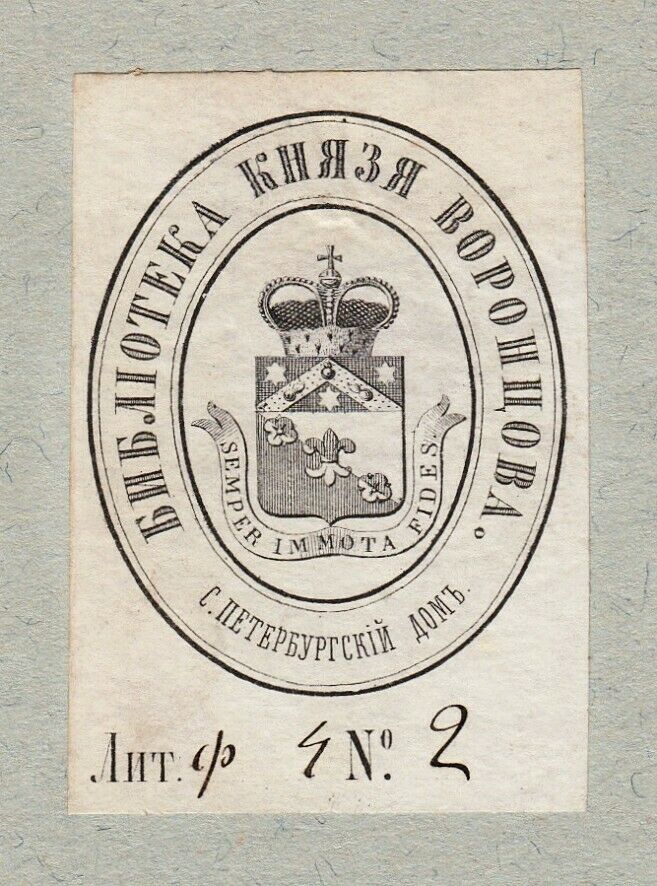 БИБЛІОТЕКА КНЯЗЯ ВОРОНЦОВА.
SEMPER IMMOTA FIDES
С. ПЕТЕРБУРГСКІЙ ДОМЪ.
Лит. Ф 4 № 2